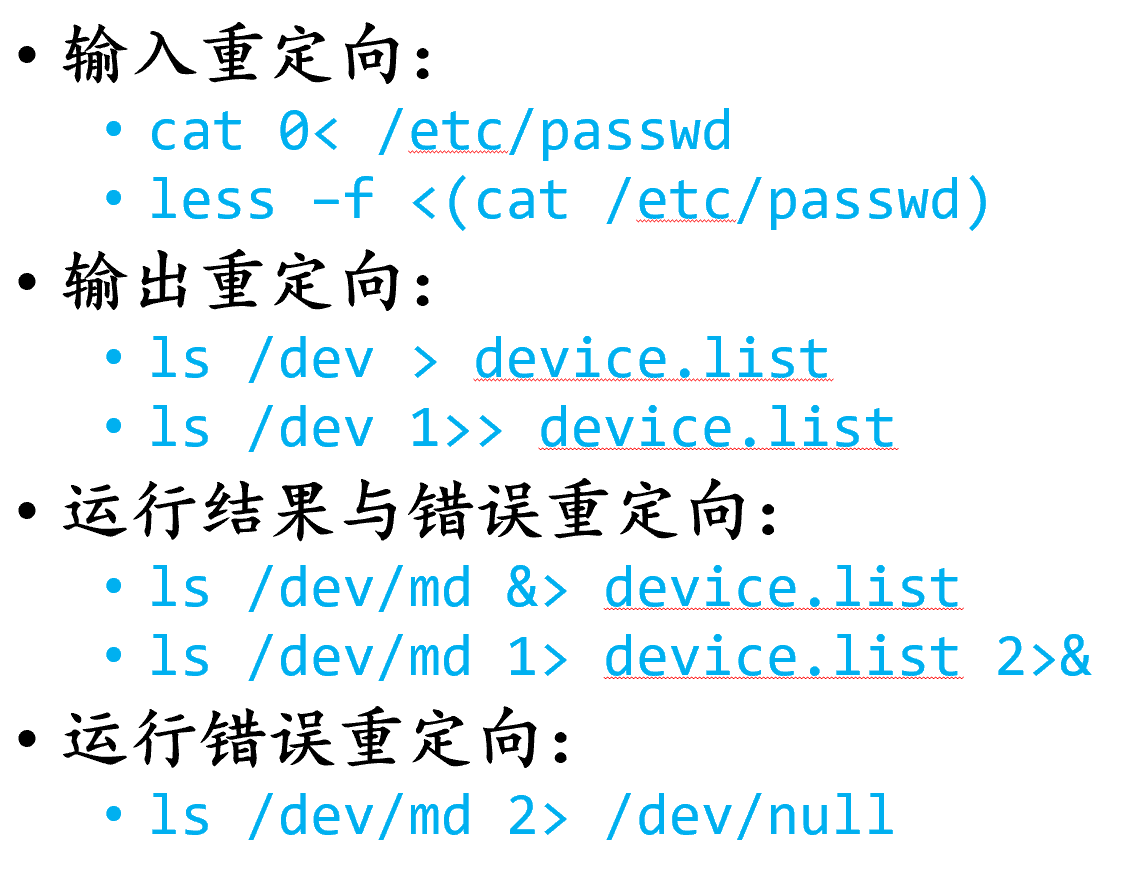 • 输入重定向：
• cat 0< /etc/passwd
• less –f <(cat /etc/passwd)
• 输出重定向：
• ls /dev > device.list
• ls /dev 1>> device.list
• 运行结果与错误重定向：
• ls /dev/md &> device.list
• ls /dev/md 1> device.list 2>&
• 运行错误重定向：
• ls /dev/md 2> /dev/null